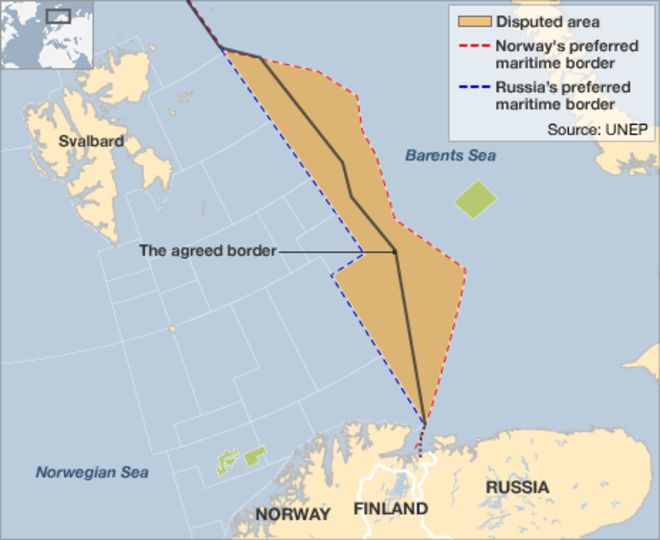 Disputed area
Norway's preferred
maritime border
Russia's preferred
maritime border
Source: UNEP
Svalbard
Barents Sea
The agreed border
Norwegian Sea
NORWAY
FINLAND
RUSSIA